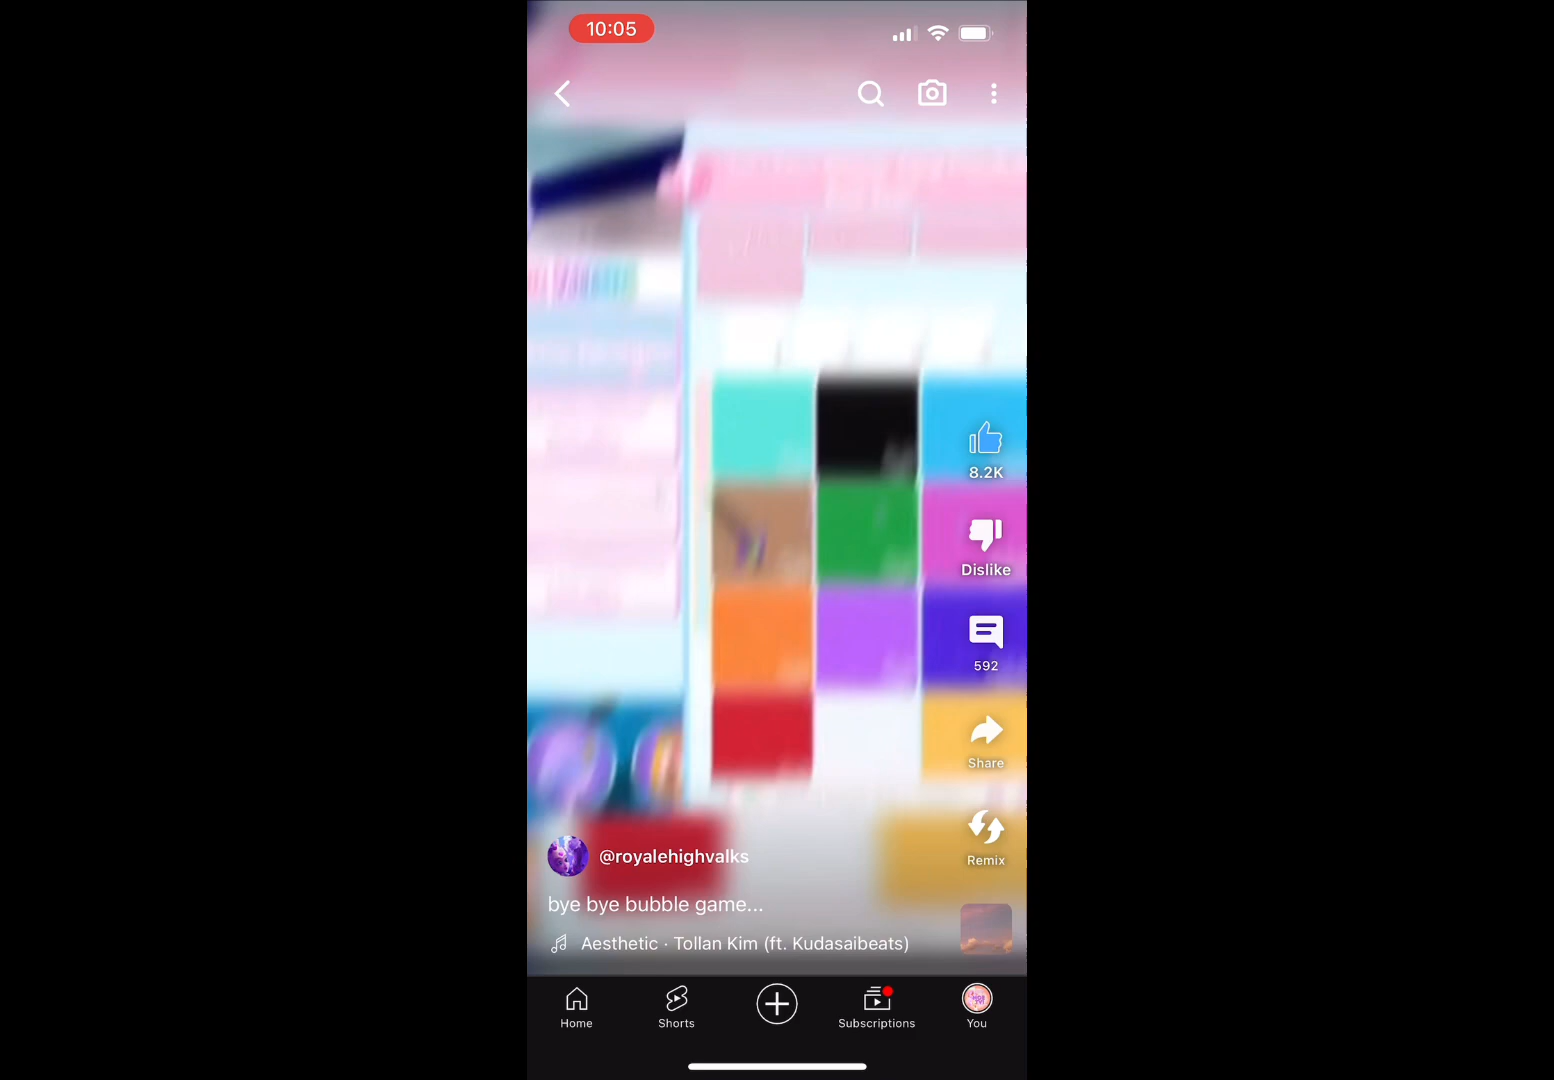 10:05
8.2K
Dislike
592
Share
Remix
@royalehighvalks
bye bye bubble game...
Aesthetic · Tollan Kim (ft. Kudasaibeats)
Home
Shorts
Subscriptions
You